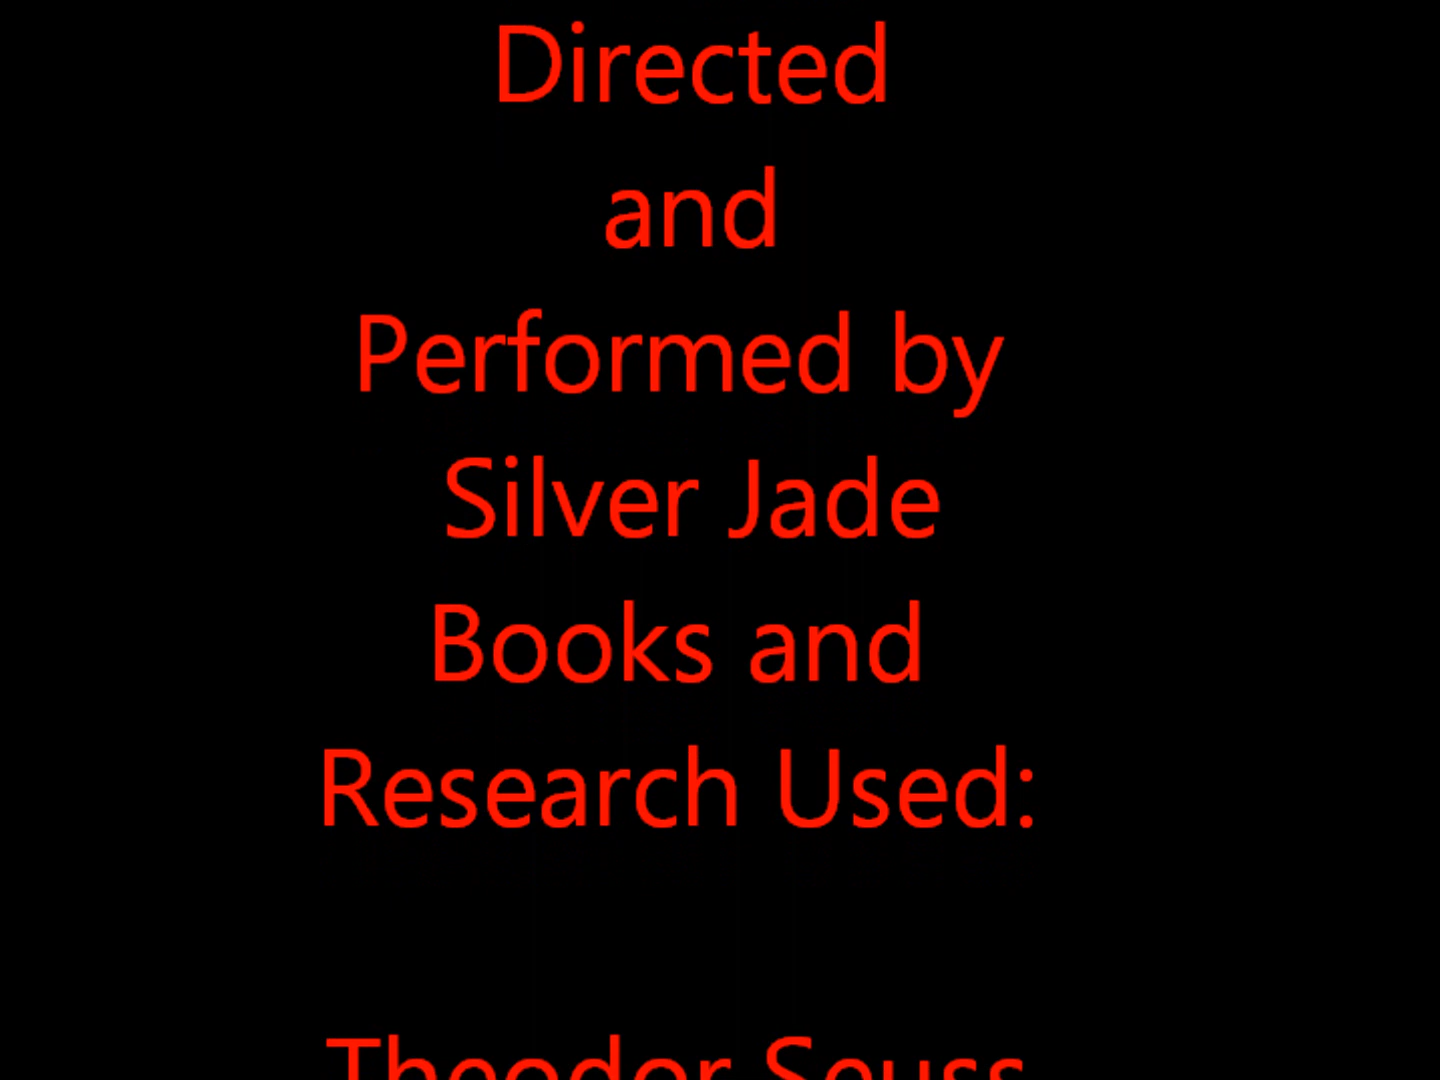 Directed
and
Performed by
Silver Jade
Books and
Research Used:
Theodor Seuss